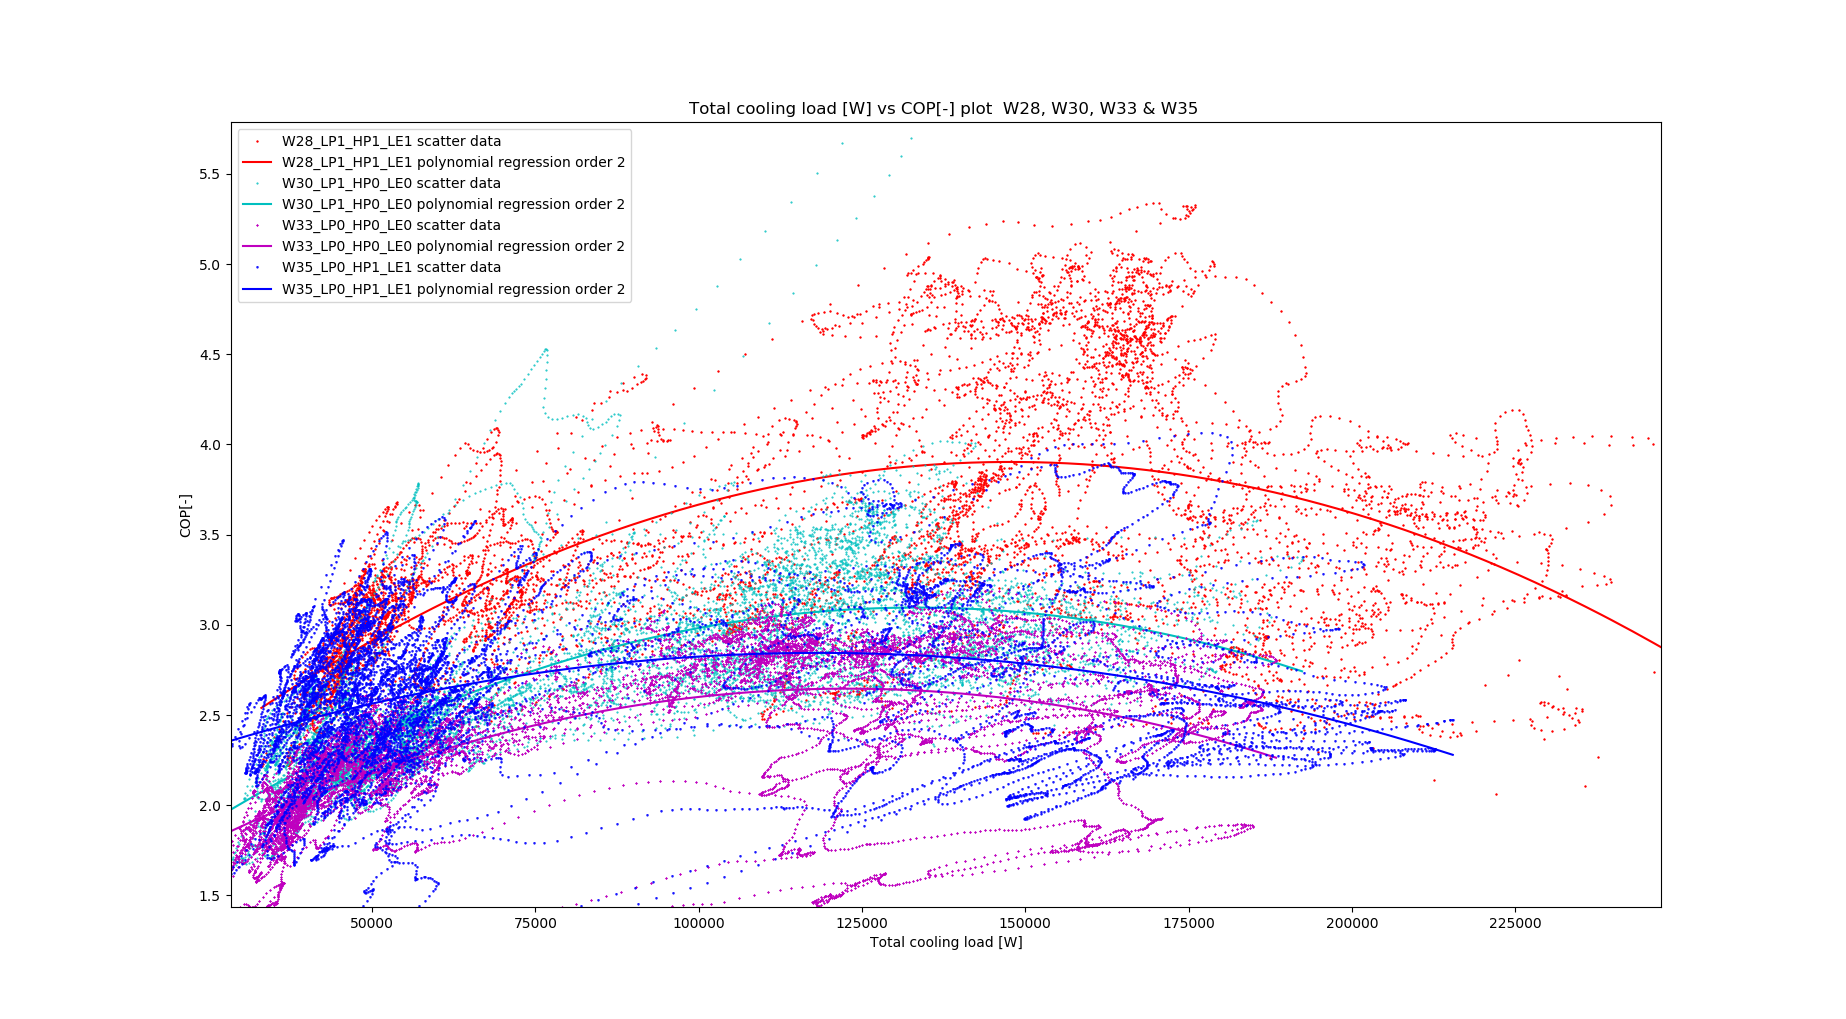 Total cooling load [W] vs COP[-] plot  W28, W30, W33 & W35
W28_LP1_HP1_LE1 scatter data
W28_LP1_HP1_LE1 polynomial regression order 2
W30_LP1_HP0_LE0 scatter data
W30_LP1_HP0_LE0 polynomial regression order 2
W33_LP0_HP0_LE0 scatter data
W33_LP0_HP0_LE0 polynomial regression order 2
W35_LP0_HP1_LE1 scatter data
W35_LP0_HP1_LE1 polynomial regression order 2
5.5
5.0
4.5
4.0
3.5
3.0
2.5
2.0
1.5
COP[-]
50000 75000 100000 125000 150000 175000 200000 225000
Total cooling load [W]